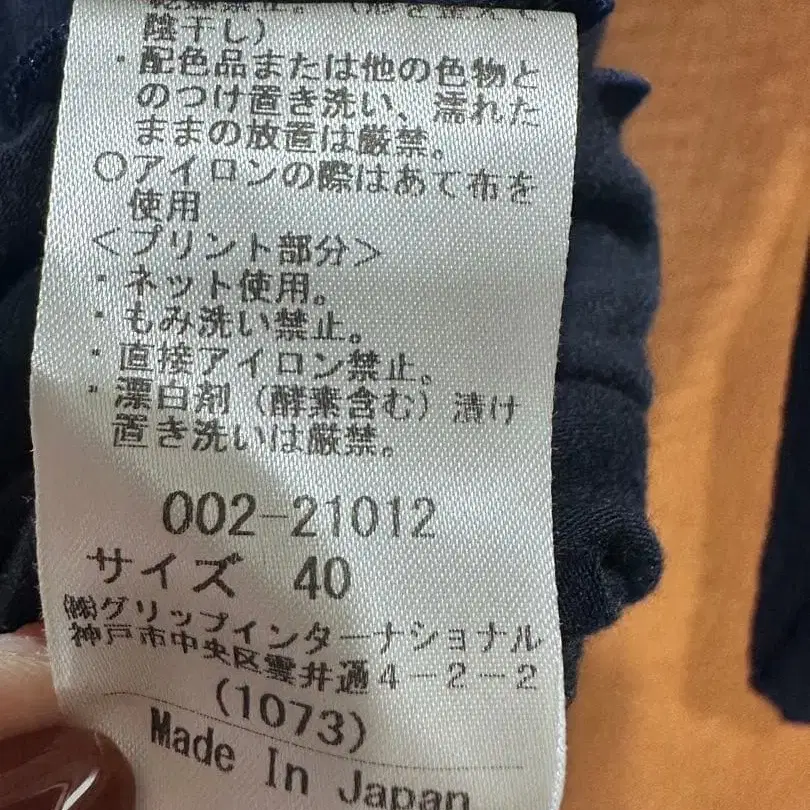 乾燥禁止。（形を整えて
陰干し）
・配色品または他の色物と
のつけ置き洗い、濡れた
ままの放置は厳禁。
○アイロンの際はあて布を
使用
＜プリント部分＞
・ネット使用。
・もみ洗い禁止。
・直接アイロン禁止。
・漂白剤（酵素含む）漬け
置き洗いは厳禁。
002-21012
サイズ 40
㈱グリップインターナショナル
神戸市中央区雲井通4-2-2
(1073)
Made In Japan